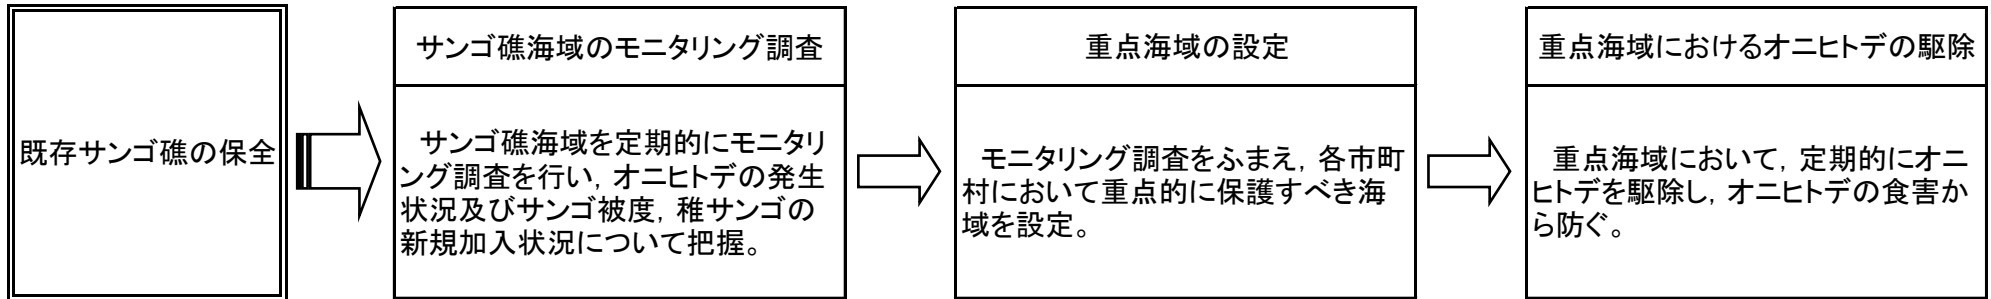 既存サンゴ礁の保全
サンゴ礁海域のモニタリング調査
サンゴ礁海域を定期的にモニタリ
ング調査を行い，オニヒトデの発生
状況及びサンゴ被度，稚サンゴの
新規加入状況について把握。
重点海域の設定
モニタリング調査をふまえ，各市町
村において重点的に保護すべき海
域を設定。
重点海域におけるオニヒトデの駆除
重点海域において，定期的にオニ
ヒトデを駆除し，オニヒトデの食害か
ら防ぐ。